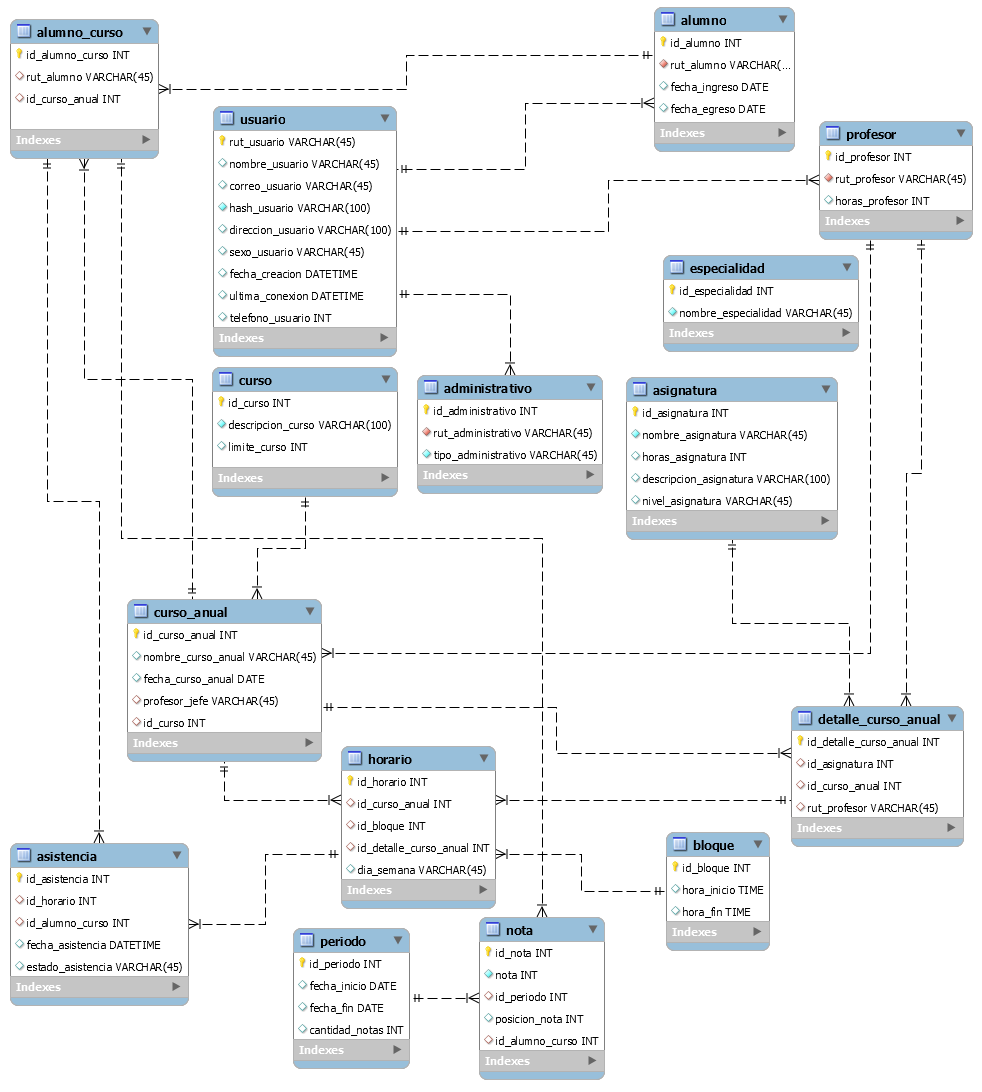 alumno_curso
id_alumno_curso INT
rut_alumno VARCHAR(45)
id_curso_anual INT
Indexes
alumno
id_alumno INT
rut_alumno VARCHAR(...
fecha_ingreso DATE
fecha_egreso DATE
Indexes
usuario
rut_usuario VARCHAR(45)
nombre_usuario VARCHAR(45)
correo_usuario VARCHAR(45)
hash_usuario VARCHAR(100)
direccion_usuario VARCHAR(100)
sexo_usuario VARCHAR(45)
fecha_creacion DATETIME
ultima_conexion DATETIME
telefono_usuario INT
Indexes
profesor
id_profesor INT
rut_profesor VARCHAR(45)
horas_profesor INT
Indexes
especialidad
id_especialidad INT
nombre_especialidad VARCHAR(45)
Indexes
curso
id_curso INT
descripcion_curso VARCHAR(100)
limite_curso INT
Indexes
administrativo
id_administrativo INT
rut_administrativo VARCHAR(45)
tipo_administrativo VARCHAR(45)
Indexes
asignatura
id_asignatura INT
nombre_asignatura VARCHAR(45)
horas_asignatura INT
descripcion_asignatura VARCHAR(100)
nivel_asignatura VARCHAR(45)
Indexes
curso_anual
id_curso_anual INT
nombre_curso_anual VARCHAR(45)
fecha_curso_anual DATE
profesor_jefe VARCHAR(45)
id_curso INT
Indexes
detalle_curso_anual
id_detalle_curso_anual INT
id_asignatura INT
id_curso_anual INT
rut_profesor VARCHAR(45)
Indexes
horario
id_horario INT
id_curso_anual INT
id_bloque INT
id_detalle_curso_anual INT
dia_semana VARCHAR(45)
Indexes
bloque
id_bloque INT
hora_inicio TIME
hora_fin TIME
Indexes
asistencia
id_asistencia INT
id_horario INT
id_alumno_curso INT
fecha_asistencia DATETIME
estado_asistencia VARCHAR(45)
Indexes
periodo
id_periodo INT
fecha_inicio DATE
fecha_fin DATE
cantidad_notas INT
Indexes
nota
id_nota INT
nota INT
id_periodo INT
posicion_nota INT
id_alumno_curso INT
Indexes